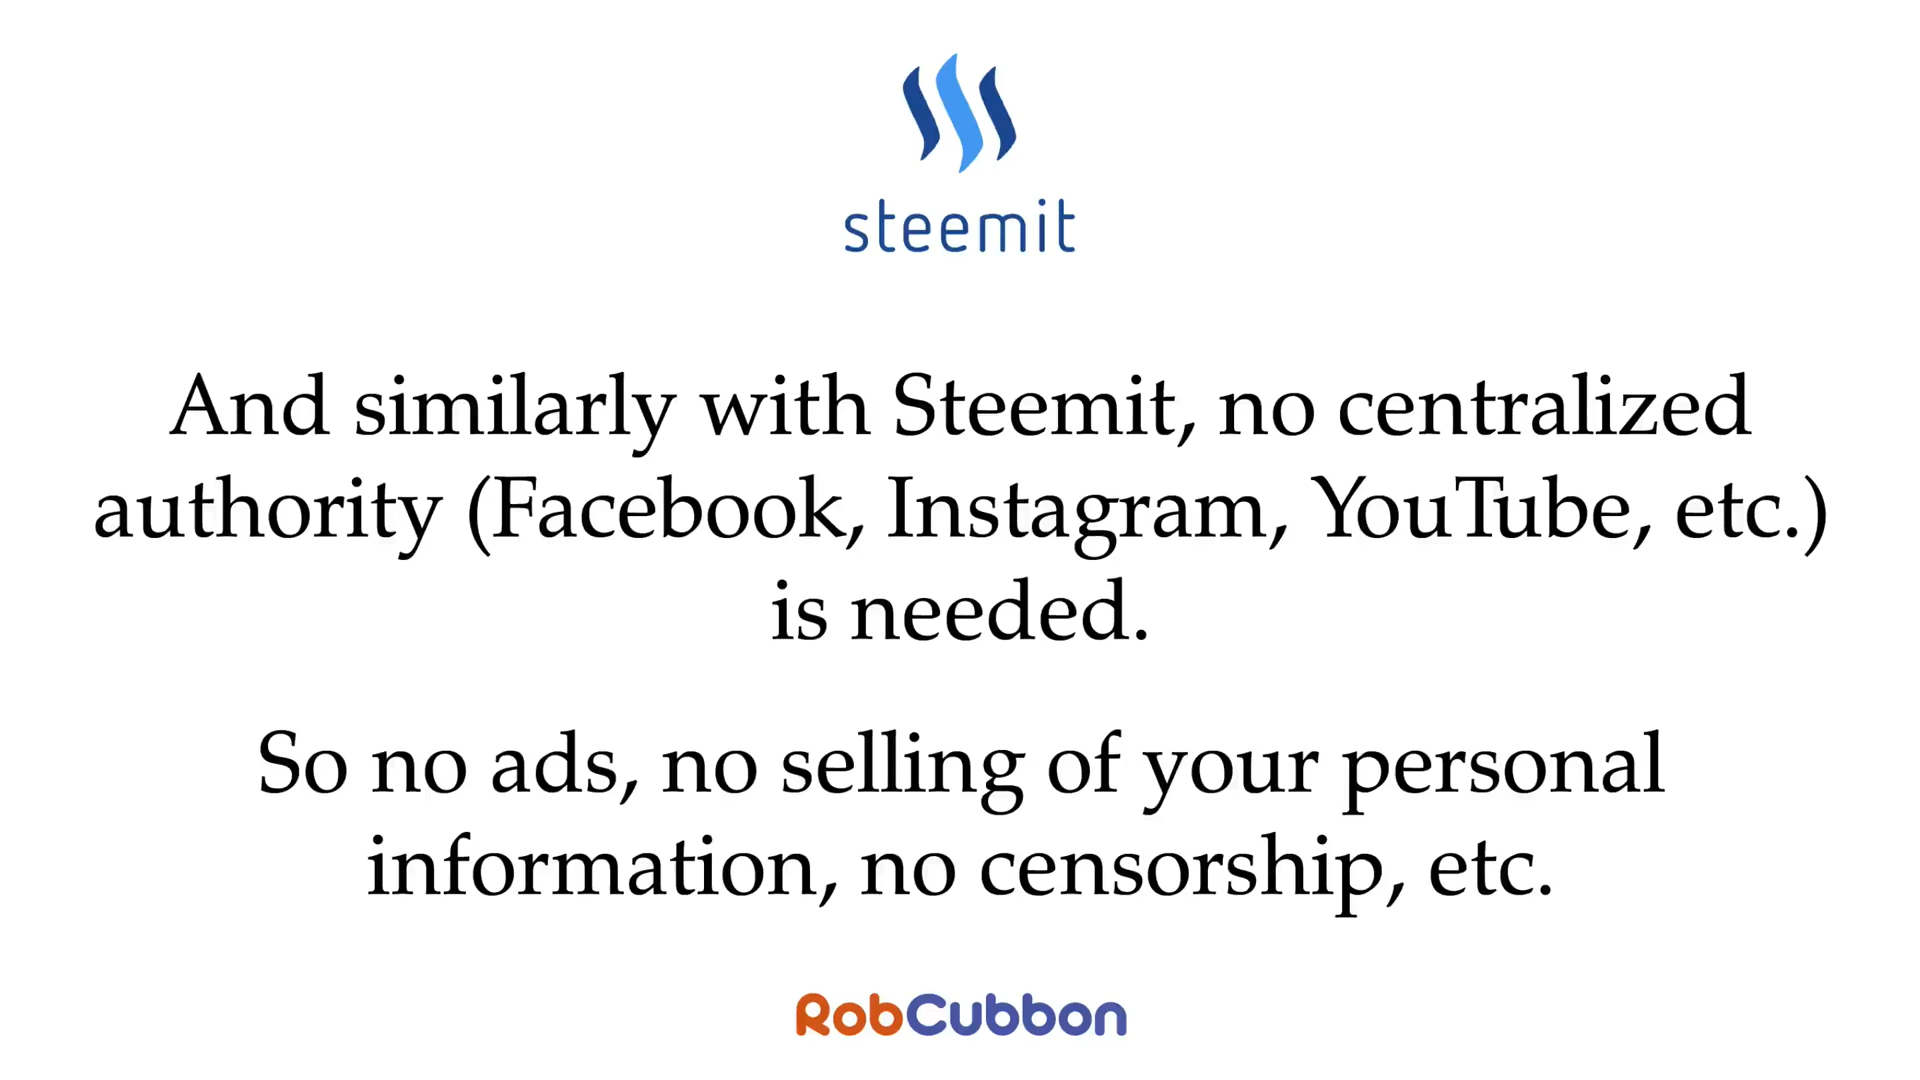 steemit
And similarly with Steemit, no centralized
authority (Facebook, Instagram, YouTube, etc.)
is needed.
So no ads, no selling of your personal
information, no censorship, etc.
RobCubbon